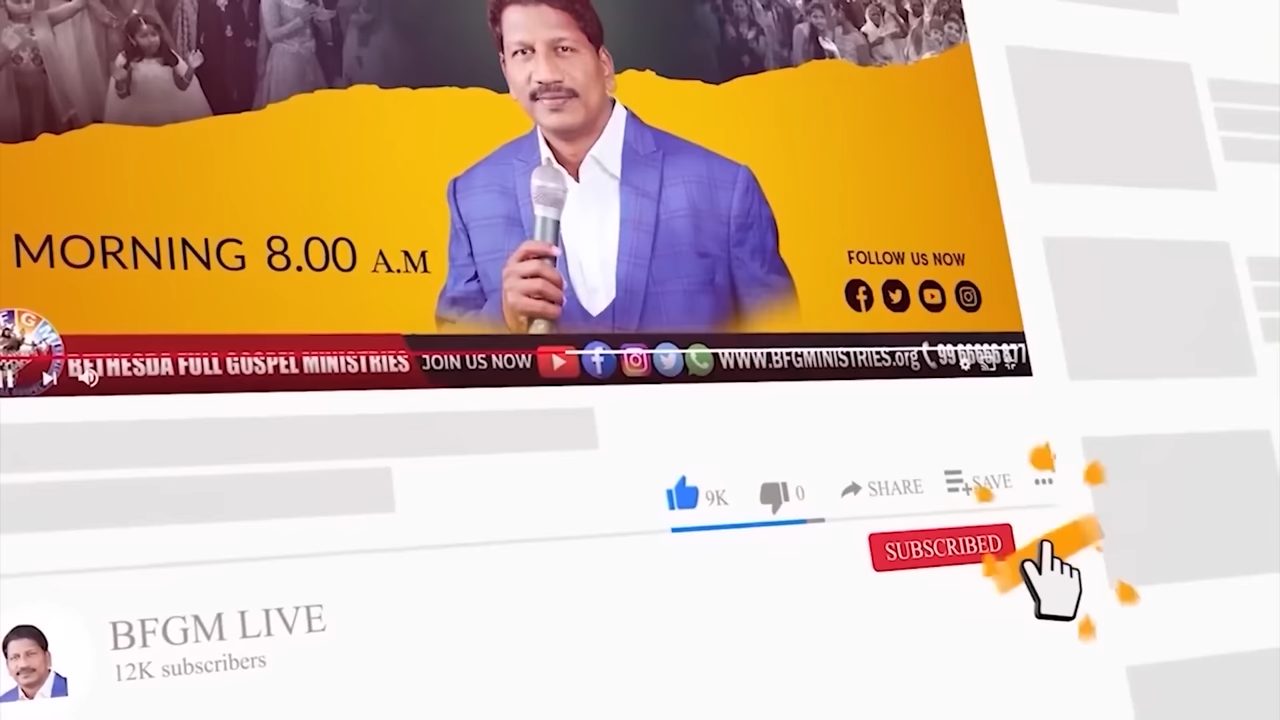 MORNING 8.00 A.M
FOLLOW US NOW
BETHESDA FULL GOSPEL MINISTRIES JOIN US NOW WWW.BFGMINISTRIES.org
9K 0 SHARE SAVE
SUBSCRIBED
BFGM LIVE
12K subscribers